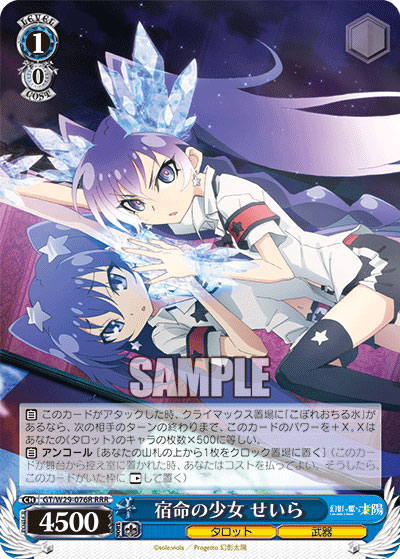 LEVEL
1
0
COST
SAMPLE
自 このカードがアタックした時、クライマックス置場に「こぼれおちる氷」が
あるなら、次の相手のターンの終わりまで、このカードのパワーを＋X。Xは
あなたの《タロット》のキャラの枚数×500に等しい。
自 アンコール［あなたの山札の上から1枚をクロック置場に置く］（この
カードが舞台から控え室に置かれた時、あなたはコストを払ってよい。そうしたら、
このカードがいた枠に置く）
CH GT/W29-076R RRR
4500
宿命の少女 せいら
タロット
武器
幻影ヲ駆ケル太陽
©sole;viola / Progetto 幻影太陽